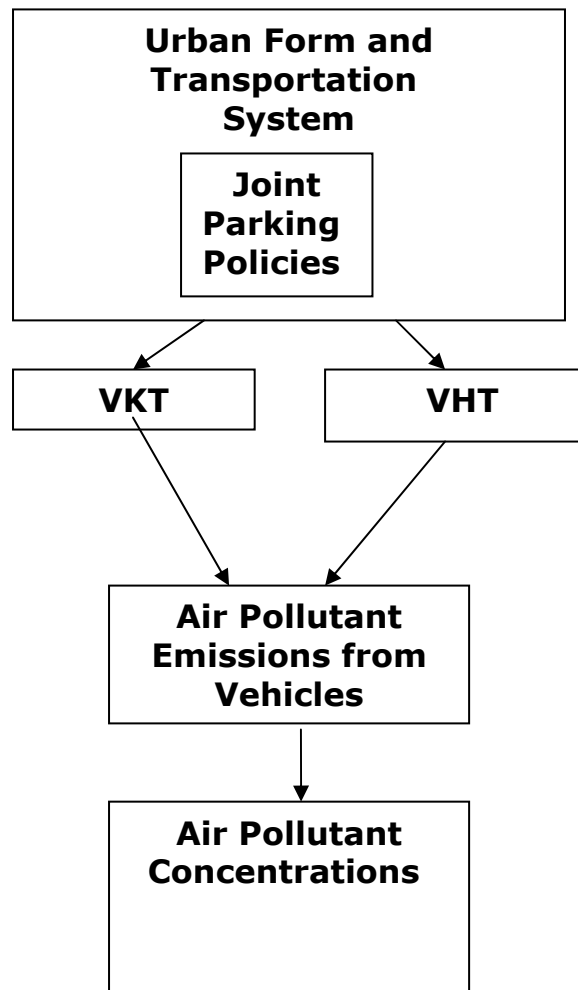 Urban Form and
Transportation
System
Joint
Parking
Policies
VKT
VHT
Air Pollutant
Emissions from
Vehicles
Air Pollutant
Concentrations